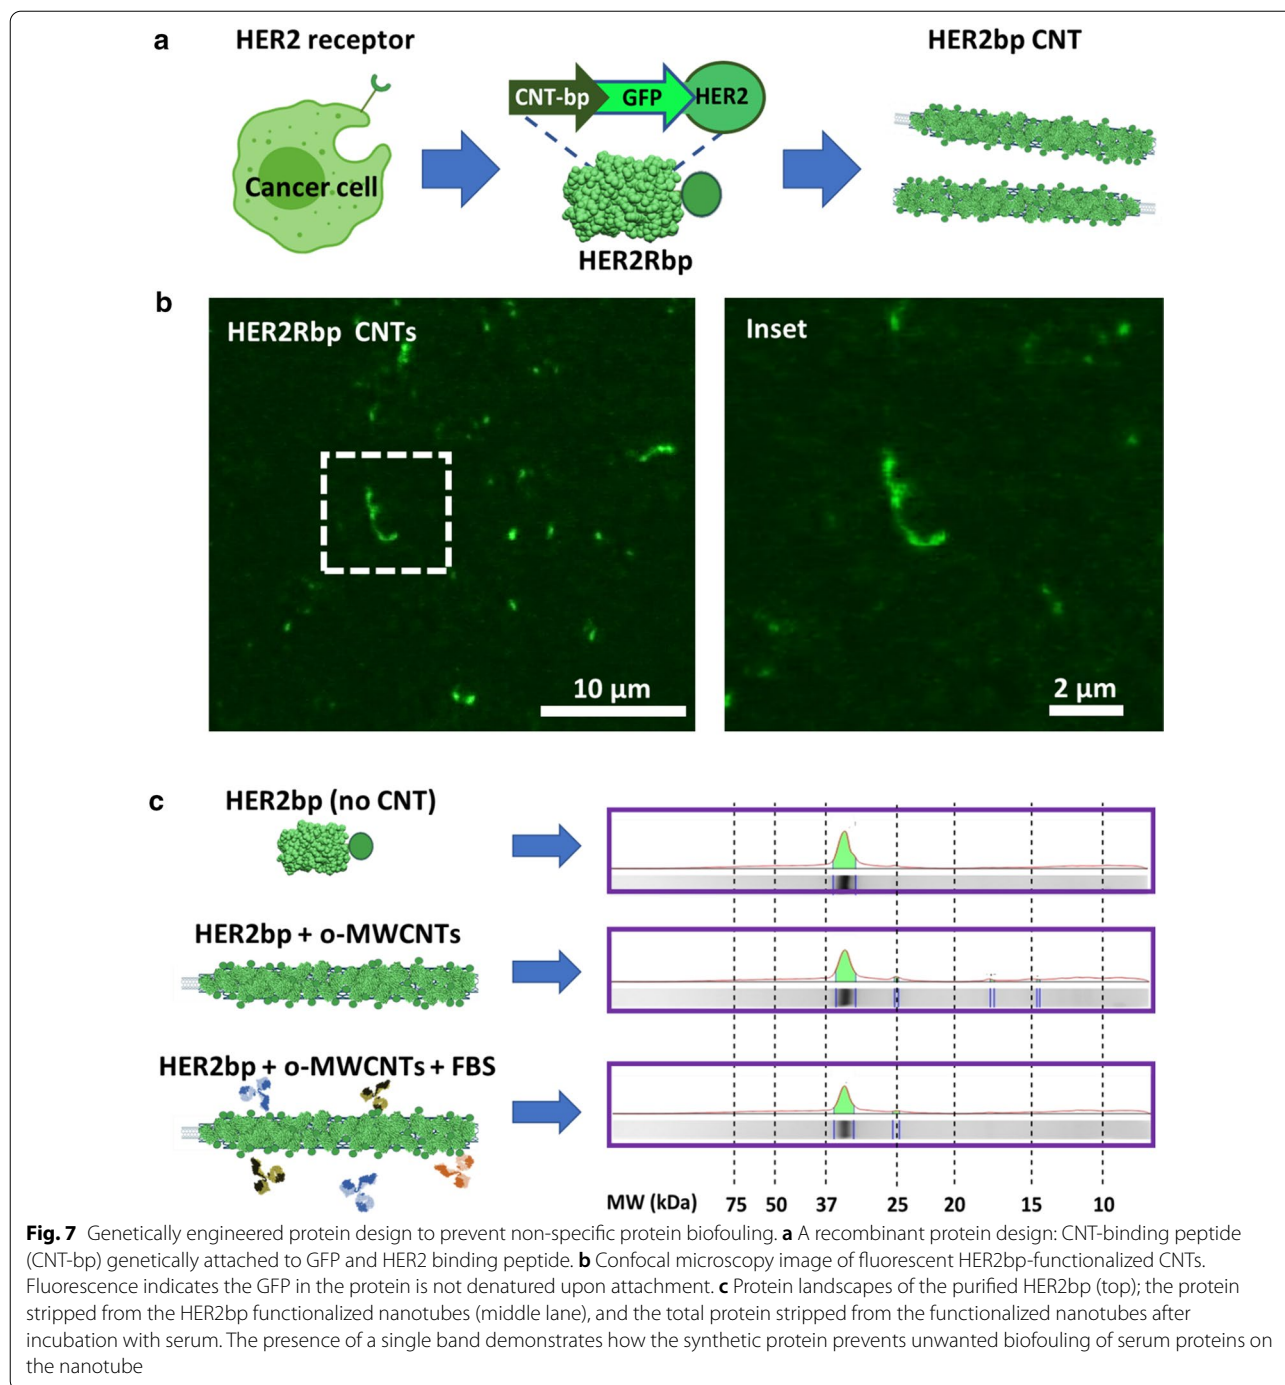 a
HER2 receptor
HER2bp CNT
CNT-bp
GFP
HER2
Cancer cell
HER2Rbp
b
HER2Rbp CNTs
10 µm
Inset
2 µm
c
HER2bp (no CNT)
HER2bp + o-MWCNTs
HER2bp + o-MWCNTs + FBS
MW (kDa) 75 50 37 25 20 15 10
Fig. 7 Genetically engineered protein design to prevent non-specific protein biofouling. a A recombinant protein design: CNT-binding peptide
(CNT-bp) genetically attached to GFP and HER2 binding peptide. b Confocal microscopy image of fluorescent HER2bp-functionalized CNTs.
Fluorescence indicates the GFP in the protein is not denatured upon attachment. c Protein landscapes of the purified HER2bp (top); the protein
stripped from the HER2bp functionalized nanotubes (middle lane), and the total protein stripped from the functionalized nanotubes after
incubation with serum. The presence of a single band demonstrates how the synthetic protein prevents unwanted biofouling of serum proteins on
the nanotube